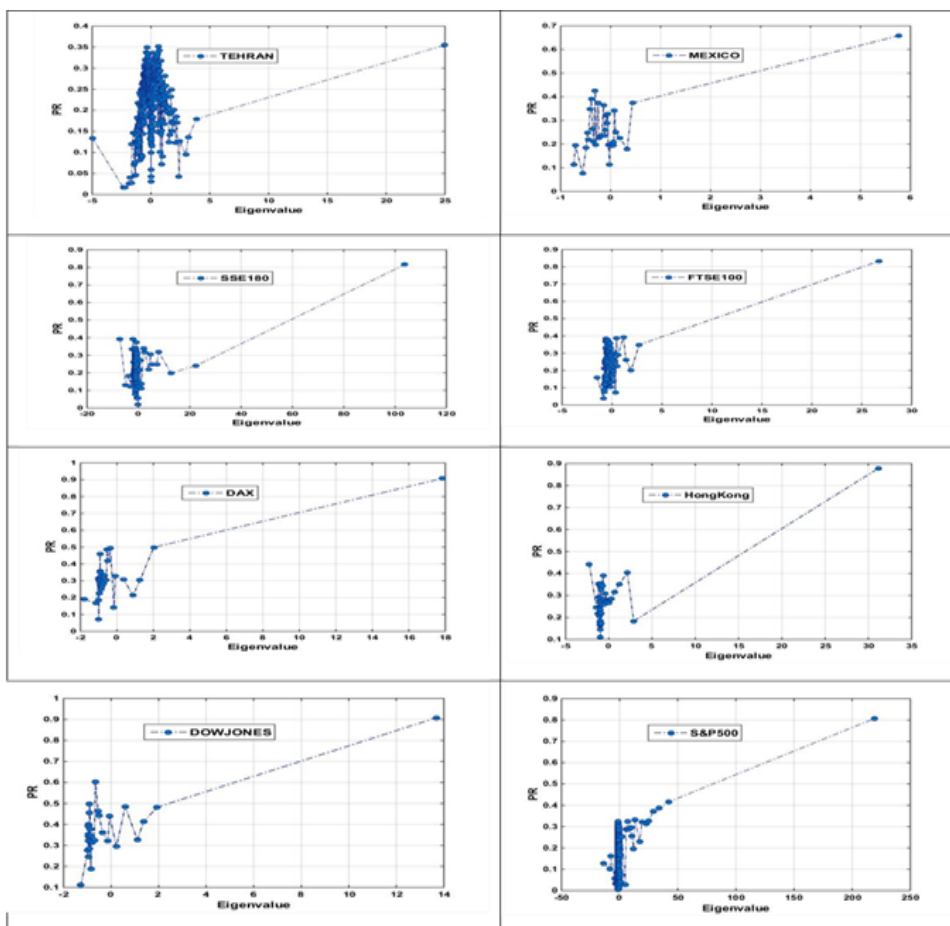 TEHRAN
PR
0.4
0.35
0.3
0.25
0.2
0.15
0.1
0.05
0
-5 0 5 10 15 20 25
Eigenvalue
MEXICO
PR
0.7
0.6
0.5
0.4
0.3
0.2
0.1
0
-1 0 1 2 3 4 5 6
Eigenvalue
SSE180
PR
0.9
0.8
0.7
0.6
0.5
0.4
0.3
0.2
0.1
0
-20 0 20 40 60 80 100 120
Eigenvalue
FTSE100
PR
0.9
0.8
0.7
0.6
0.5
0.4
0.3
0.2
0.1
0
-5 0 5 10 15 20 25 30
Eigenvalue
DAX
PR
1
0.9
0.8
0.7
0.6
0.5
0.4
0.3
0.2
0.1
0
-2 0 2 4 6 8 10 12 14 16 18
Eigenvalue
HongKong
PR
0.9
0.8
0.7
0.6
0.5
0.4
0.3
0.2
0.1
-5 0 5 10 15 20 25 30 35
Eigenvalue
DOWJONES
PR
1
0.9
0.8
0.7
0.6
0.5
0.4
0.3
0.2
0.1
-2 0 2 4 6 8 10 12 14
Eigenvalue
S&P500
PR
0.9
0.8
0.7
0.6
0.5
0.4
0.3
0.2
0.1
0
-50 0 50 100 150 200 250
Eigenvalue